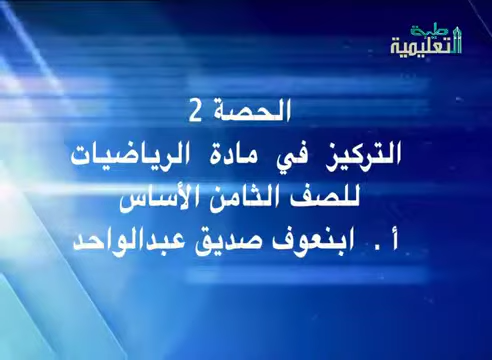 طيبة
التعليمية
الحصة 2
التركيز في مادة الرياضيات
للصف الثامن الأساس
أ . ابنعوف صديق عبدالواحد